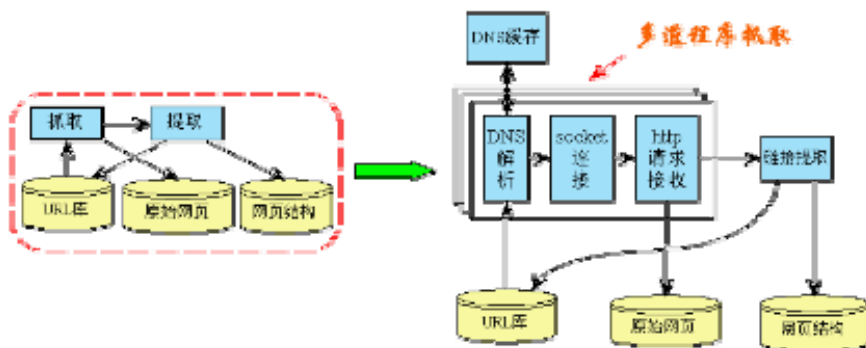 抓取
提取
URL库
原始网页
网页结构
DNS缓存
多道程序抓取
DNS
解
析
socket
连
接
http
请求
接收
链接提取
URL库
原始网页
网页结构